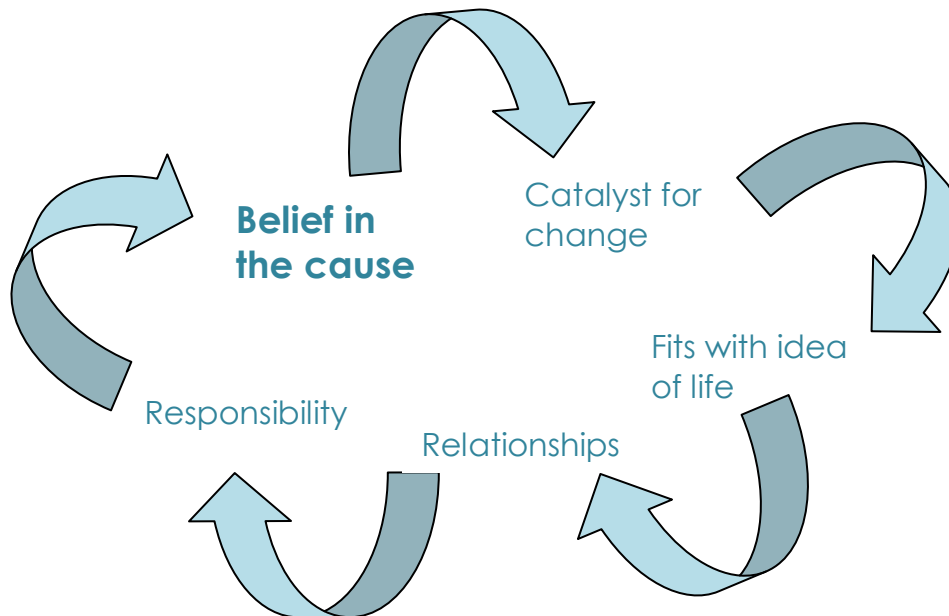 Belief in
the cause
Catalyst for
change
Fits with idea
of life
Relationships
Responsibility